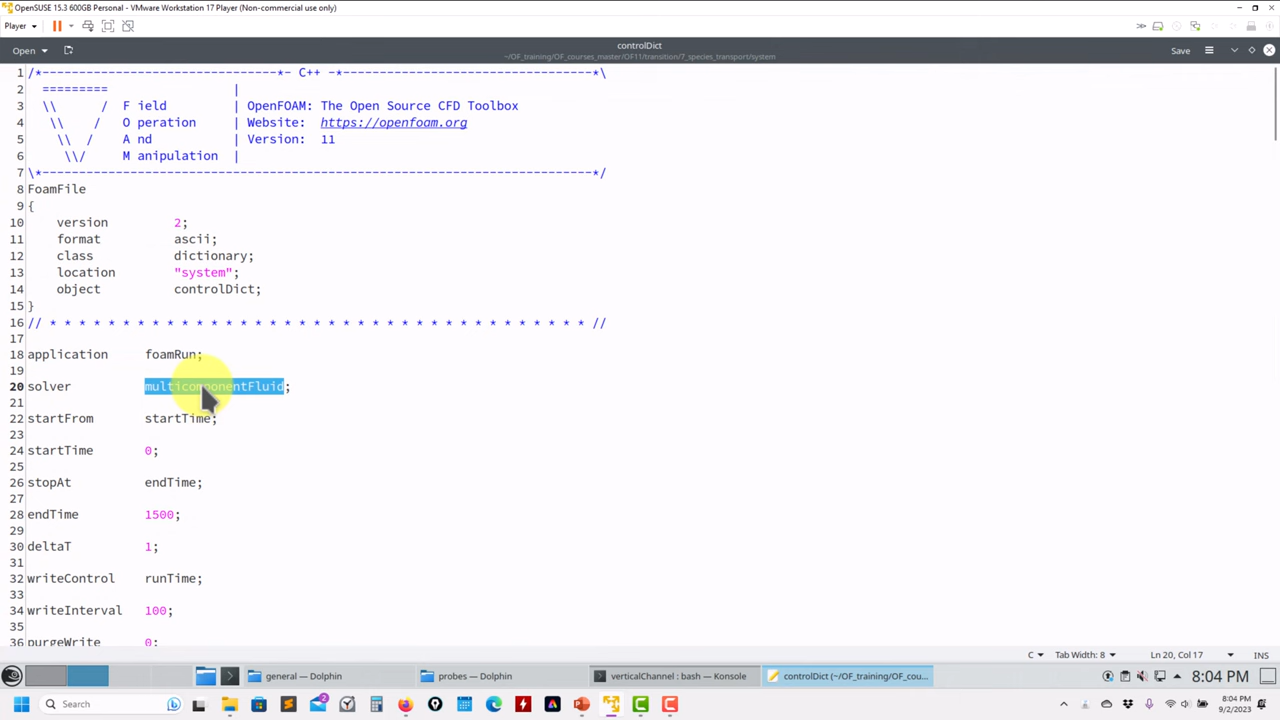 OpenSUSE 15.3 600GB Personal - VMware Workstation 17 Player (Non-commercial use only)
Player
Open
controlDict
~/OF_training/OF_courses_master/OF11/transition/7_species_transport/system
Save
1 /*---------------------------------*- C++ -*-----------------------------------*\
2 ========= |
3 \\ / F ield | OpenFOAM: The Open Source CFD Toolbox
4 \\ / O peration | Website: https://openfoam.org
5 \\ / A nd | Version: 11
6 \\/ M anipulation |
7 \*---------------------------------------------------------------------------*/
8 FoamFile
9 {
10 version 2;
11 format ascii;
12 class dictionary;
13 location "system";
14 object controlDict;
15 }
16 // * * * * * * * * * * * * * * * * * * * * * * * * * * * * * * * * * * * * * //
17
18 application foamRun;
19
20 solver multicomponentFluid;
21
22 startFrom startTime;
23
24 startTime 0;
25
26 stopAt endTime;
27
28 endTime 1500;
29
30 deltaT 1;
31
32 writeControl runTime;
33
34 writeInterval 100;
35
36 purgeWrite 0;
C Tab Width: 8 Ln 20, Col 17 INS
general — Dolphin probes — Dolphin verticalChannel : bash — Konsole controlDict (~/OF_training/OF_cou... 8:04 PM
Search 2 8:04 PM
9/2/2023